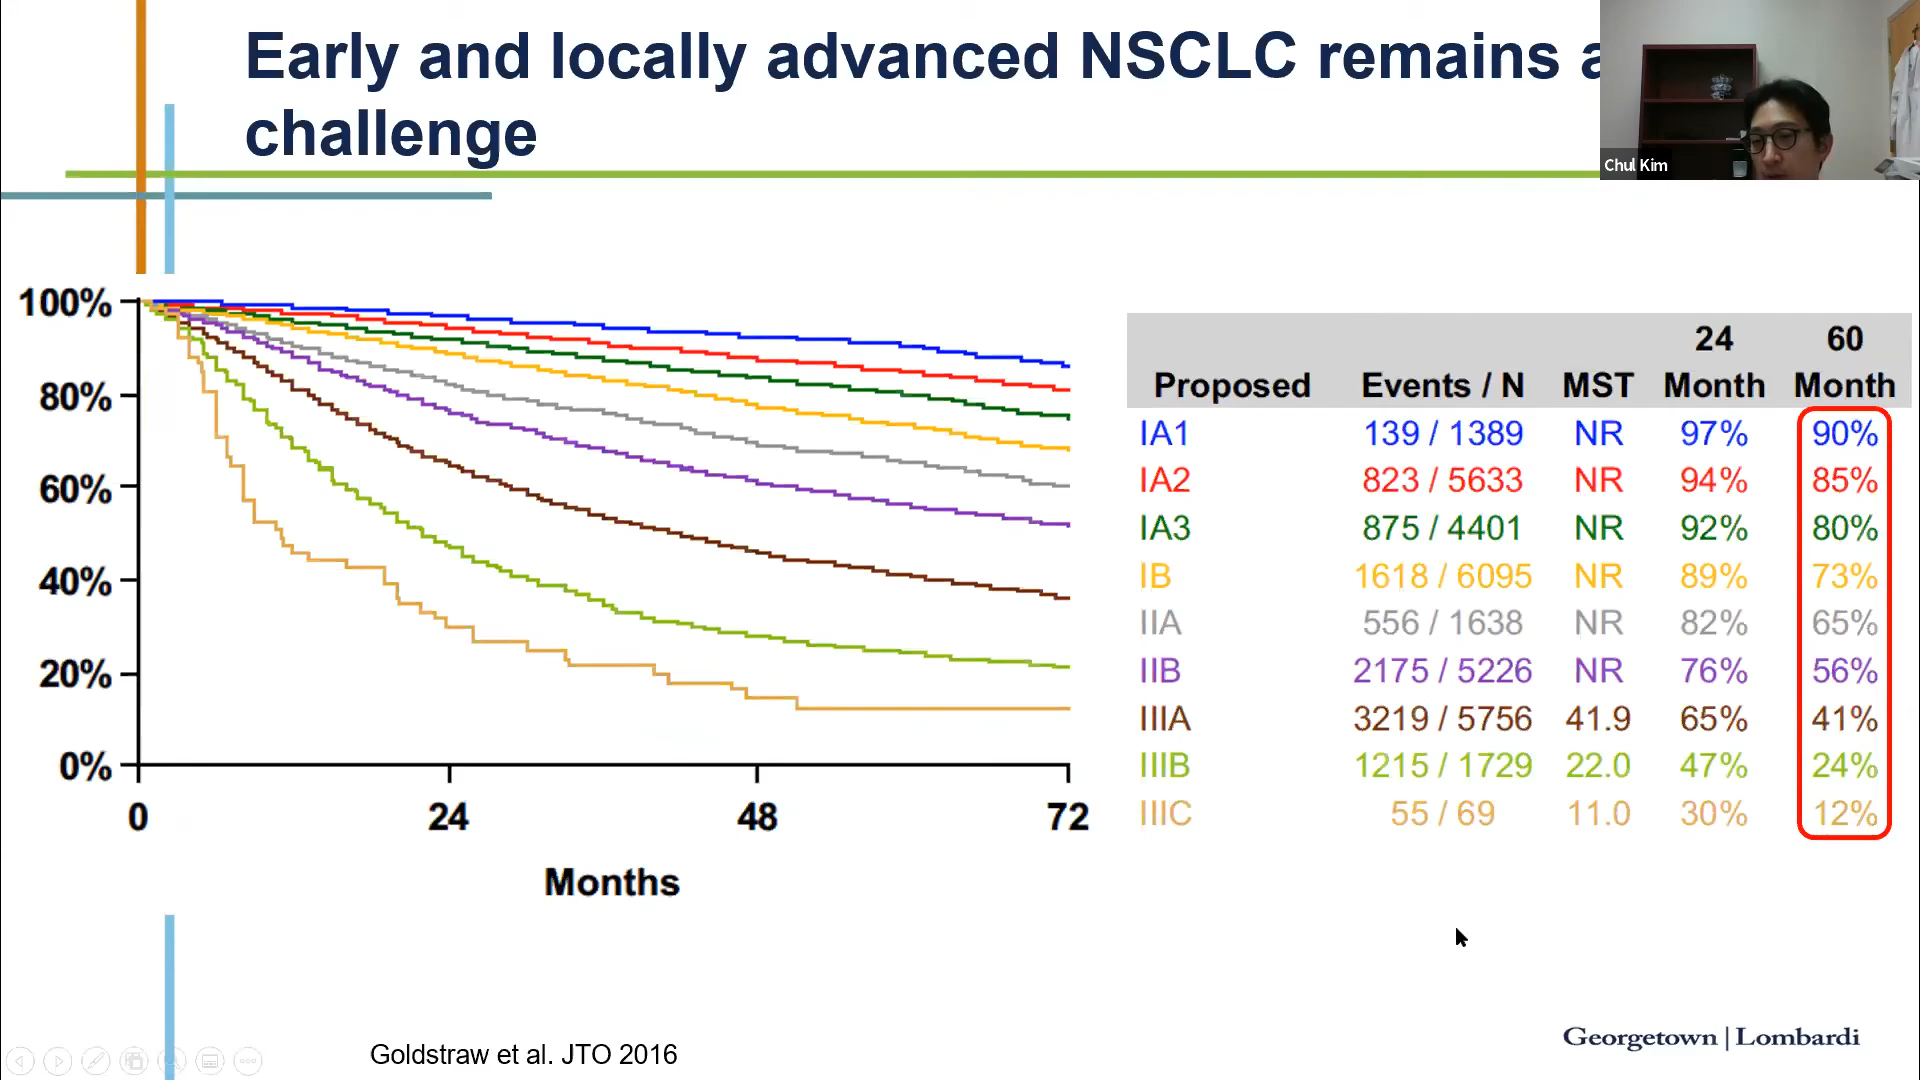 Early and locally advanced NSCLC remains a
challenge
Chul Kim
100%
80%
60%
40%
20%
0%
0 24 48 72
Months
24 60
Proposed Events / N MST Month Month
IA1 139 / 1389 NR 97% 90%
IA2 823 / 5633 NR 94% 85%
IA3 875 / 4401 NR 92% 80%
IB 1618 / 6095 NR 89% 73%
IIA 556 / 1638 NR 82% 65%
IIB 2175 / 5226 NR 76% 56%
IIIA 3219 / 5756 41.9 65% 41%
IIIB 1215 / 1729 22.0 47% 24%
IIIC 55 / 69 11.0 30% 12%
Goldstraw et al. JTO 2016
Georgetown | Lombardi